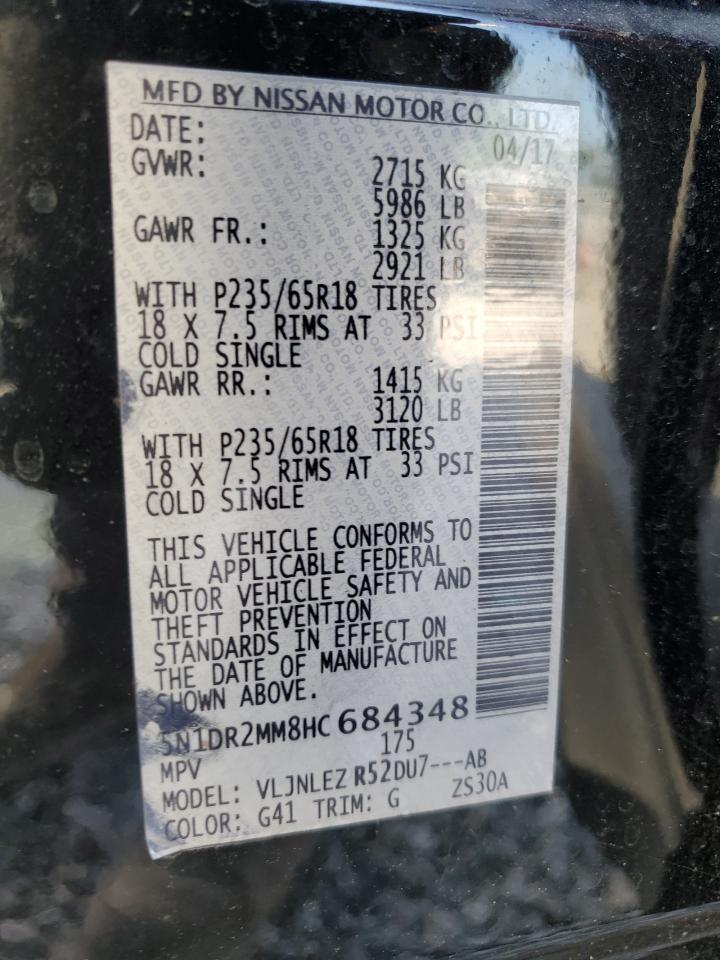 MFD BY NISSAN MOTOR CO., LTD.
DATE: 04/17
GVWR: 2715 KG
5986 LB
GAWR FR.: 1325 KG
2921 LB
WITH P235/65R18 TIRES
18 X 7.5 RIMS AT 33 PSI
COLD SINGLE
GAWR RR.: 1415 KG
3120 LB
WITH P235/65R18 TIRES
18 X 7.5 RIMS AT 33 PSI
COLD SINGLE
THIS VEHICLE CONFORMS TO
ALL APPLICABLE FEDERAL
MOTOR VEHICLE SAFETY AND
THEFT PREVENTION
STANDARDS IN EFFECT ON
THE DATE OF MANUFACTURE
SHOWN ABOVE.
5N1DR2MM8HC684348
MPV 175
MODEL: VLJNLEZ R52DU7---AB
COLOR: G41 TRIM: G ZS30A